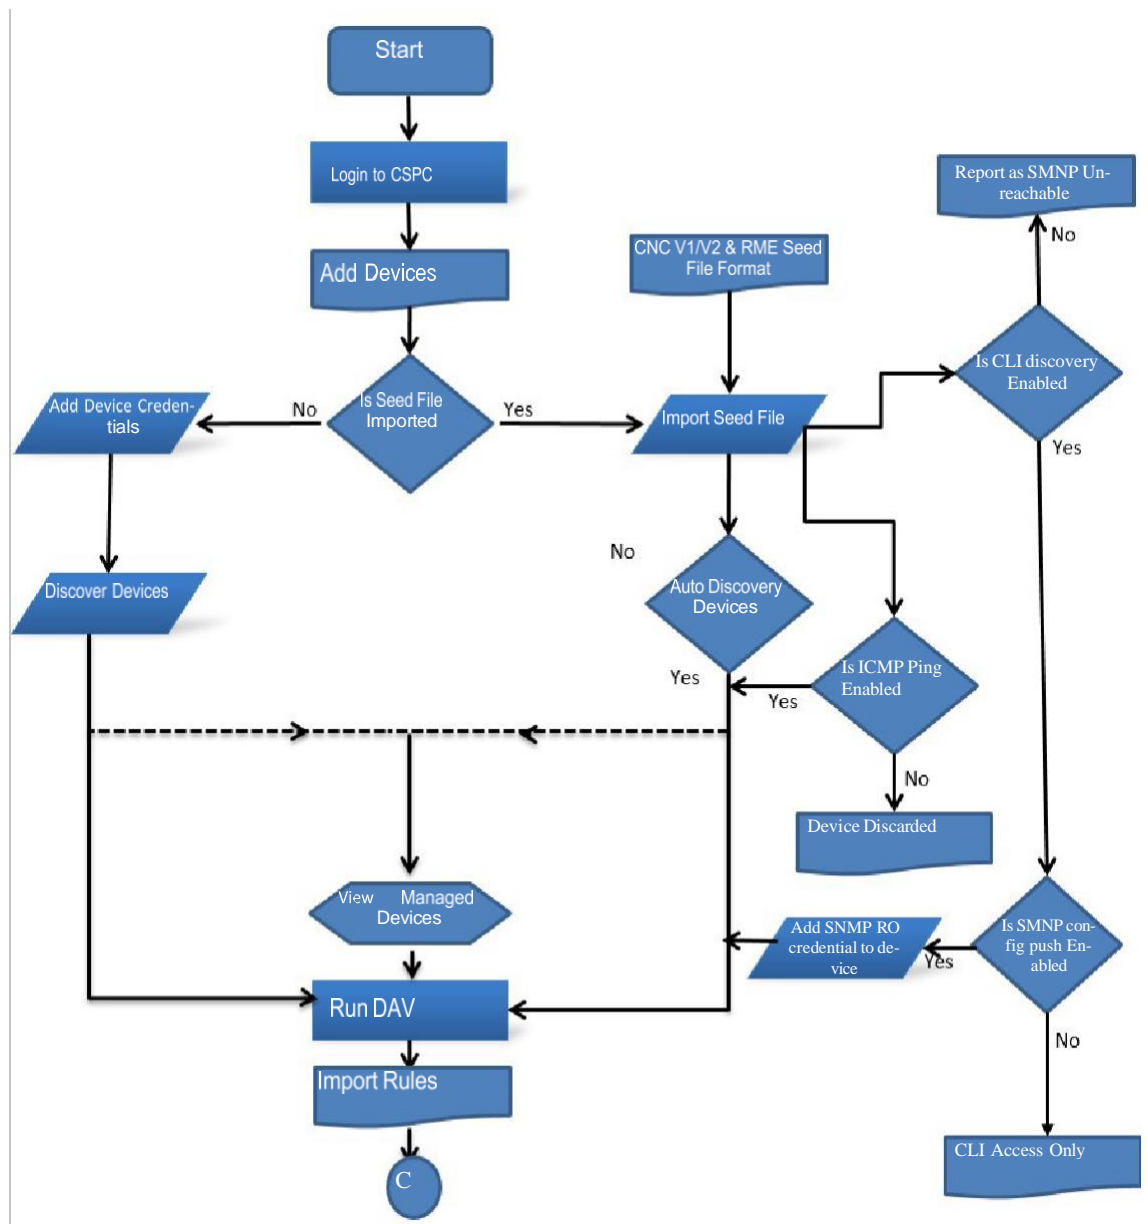 Start
Login to CSPC
Add Devices
Is Seed File
Imported
No
Yes
Add Device Creden-
tials
Discover Devices
CNC V1/V2 & RME Seed
File Format
Import Seed File
No
Auto Discovery
Devices
Yes
Report as SMNP Un-
reachable
No
Is CLI discovery
Enabled
Yes
Is ICMP Ping
Enabled
Yes
No
Device Discarded
View Managed
Devices
Add SNMP RO
credential to de-
vice
Yes
Is SMNP con-
fig push En-
abled
No
CLI Access Only
Run DAV
Import Rules
C